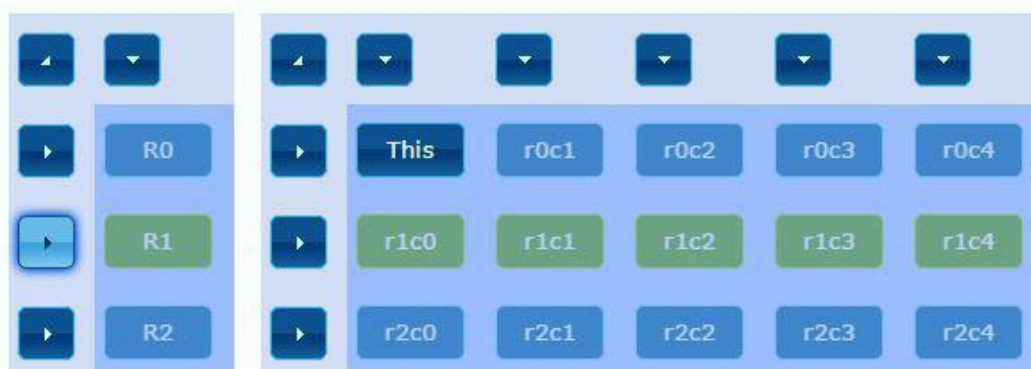 R0 This r0c1 r0c2 r0c3 r0c4
R1 r1c0 r1c1 r1c2 r1c3 r1c4
R2 r2c0 r2c1 r2c2 r2c3 r2c4